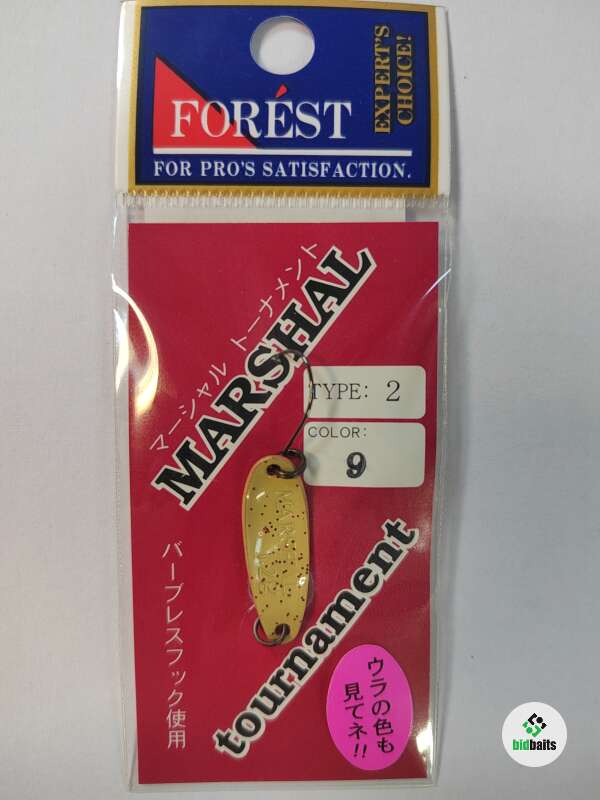 FORÉST
EXPERT'S
CHOICE!
FOR PRO'S SATISFACTION.
マーシャル トーナメント
MARSHAL
TYPE: 2
COLOR:
9
tournament
バーブレスフック使用
ウラの色も
見てネ!!
bidbaits